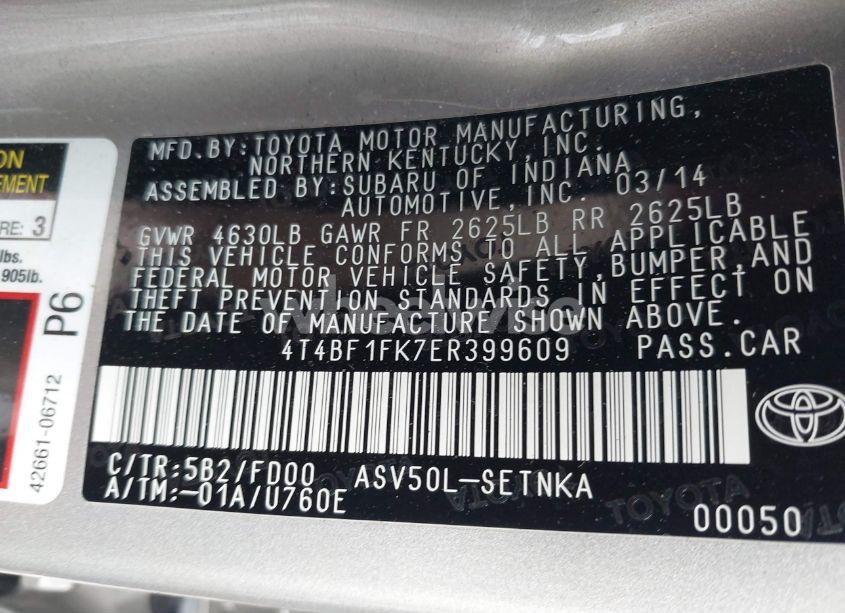 ON
EMENT
RE: 3
lbs.
905lb.
P6
42661-06712
MFD.BY:TOYOTA MOTOR MANUFACTURING,
NORTHERN KENTUCKY,INC.
ASSEMBLED BY:SUBARU OF INDIANA
AUTOMOTIVE,INC. 03/14
GVWR 4630LB GAWR FR 2625LB RR 2625LB
THIS VEHICLE CONFORMS TO ALL APPLICABLE
FEDERAL MOTOR VEHICLE SAFETY,BUMPER,AND
THEFT PREVENTION STANDARDS IN EFFECT ON
THE DATE OF MANUFACTURE SHOWN ABOVE.
4T4BF1FK7ER399609 PASS.CAR
C/TR:5B2/FD00 ASV50L-SETNKA
A/TM:-01A/U760E
TOYOTA
00050